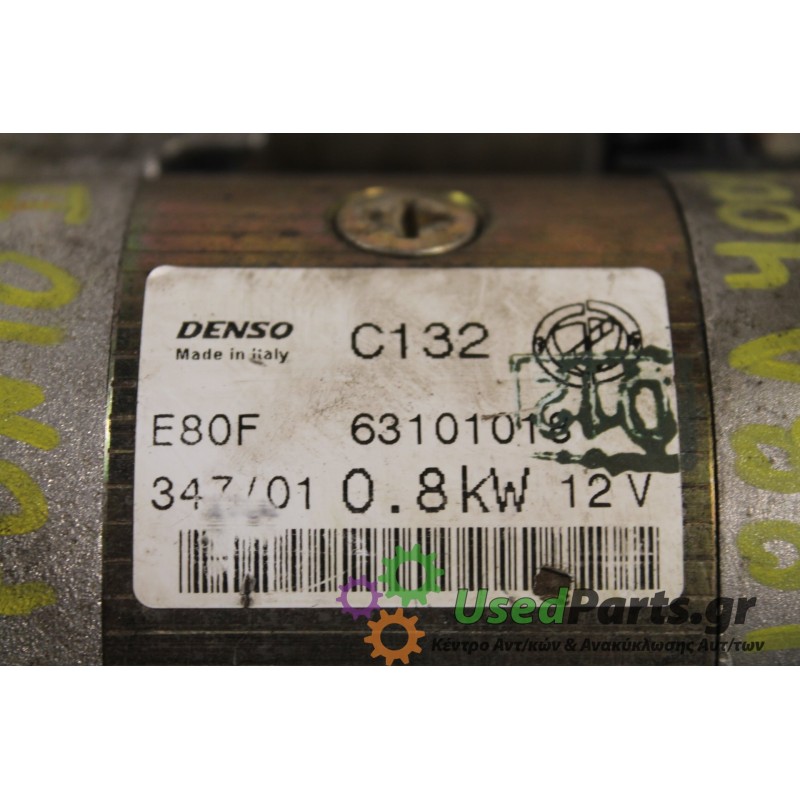 DENSO C132
Made in Italy
E80F 63101018
347/01 0.8kW 12V
UsedParts.gr
Κέντρο Αντ/κών & Ανακύκλωσης Αυτ/των